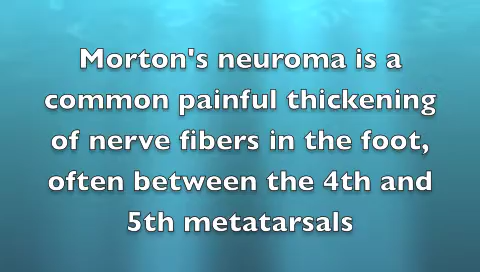 Morton's neuroma is a
common painful thickening
of nerve fibers in the foot,
often between the 4th and
5th metatarsals